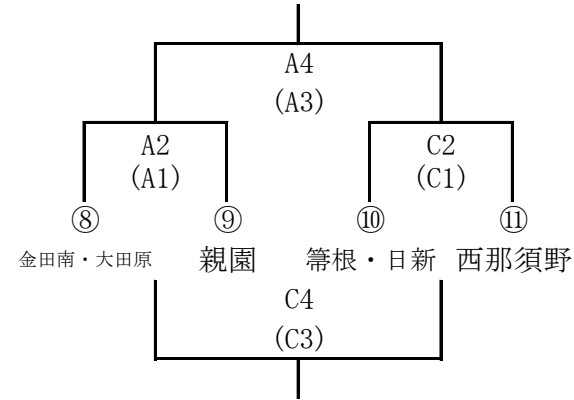 A4
(A3)
A2 C2
(A1) (C1)
⑧ ⑨ ⑩ ⑪
金田南・大田原 親園 箒根・日新 西那須野
C4
(C3)